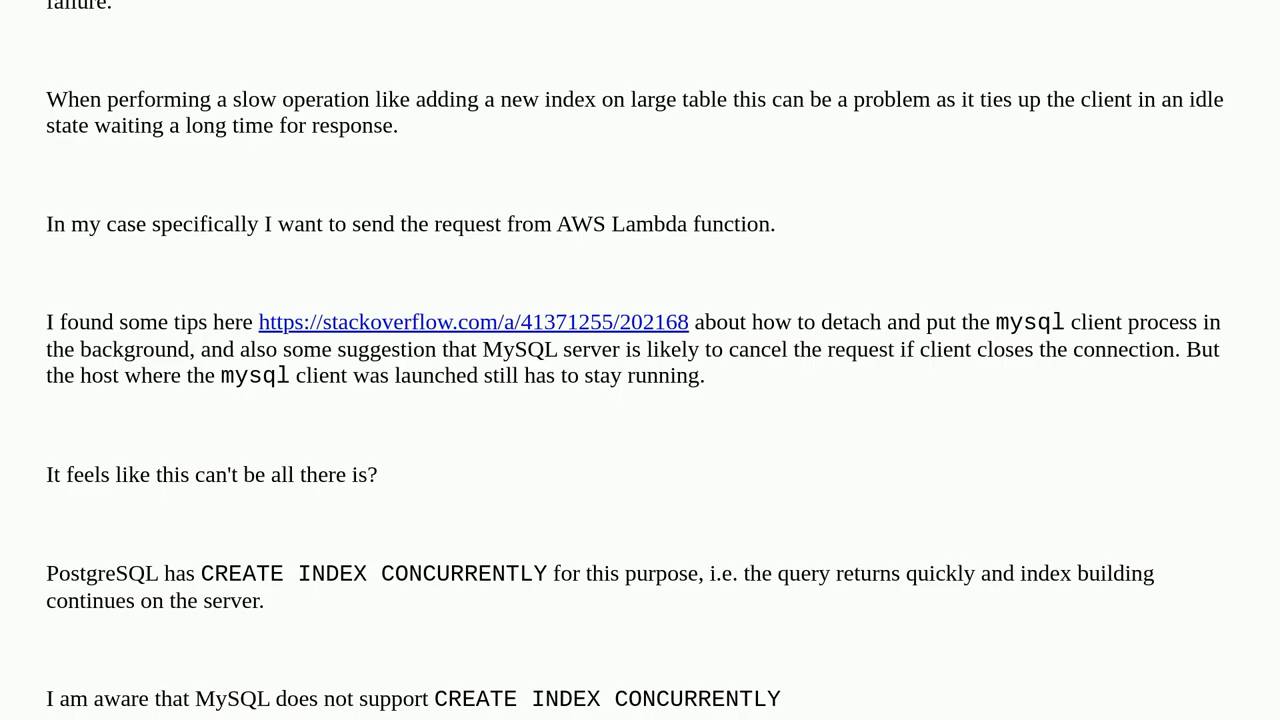 failure.
When performing a slow operation like adding a new index on large table this can be a problem as it ties up the client in an idle
state waiting a long time for response.
In my case specifically I want to send the request from AWS Lambda function.
I found some tips here https://stackoverflow.com/a/41371255/202168 about how to detach and put the mysql client process in
the background, and also some suggestion that MySQL server is likely to cancel the request if client closes the connection. But
the host where the mysql client was launched still has to stay running.
It feels like this can't be all there is?
PostgreSQL has CREATE INDEX CONCURRENTLY for this purpose, i.e. the query returns quickly and index building
continues on the server.
I am aware that MySQL does not support CREATE INDEX CONCURRENTLY